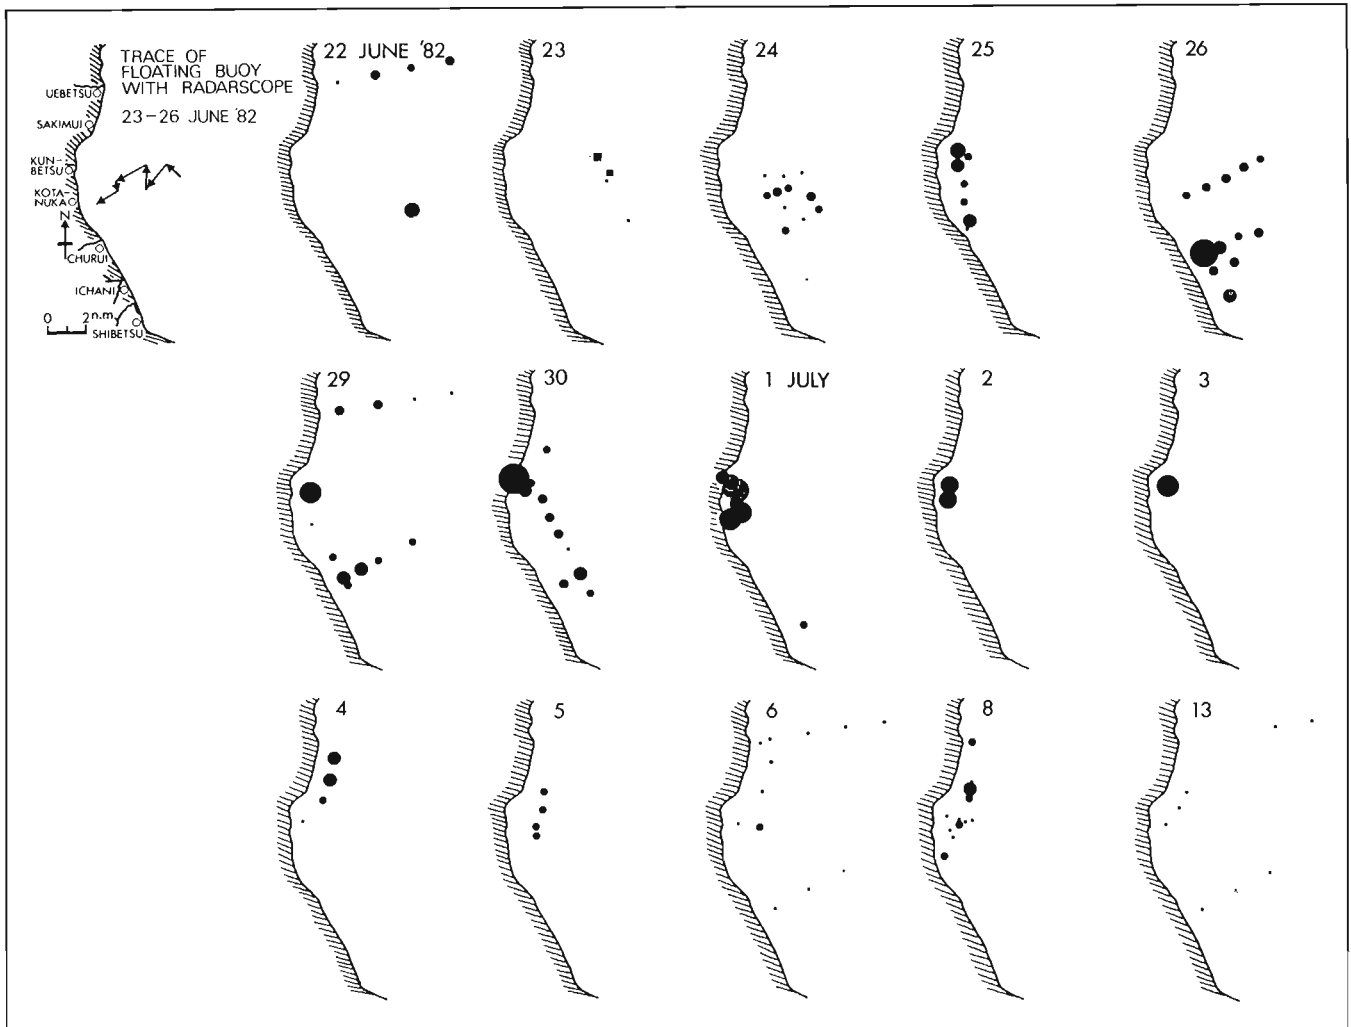 TRACE OF
FLOATING BUOY
WITH RADARSCOPE
23-26 JUNE '82
UEBETSU
SAKIMUI
KUN-
BETSU
KOTA-
NUKA
N
CHURUI
ICHANI
0 2 n.m.
SHIBETSU
22 JUNE '82
23
24
25
26
29
30
1 JULY
2
3
4
5
6
8
13